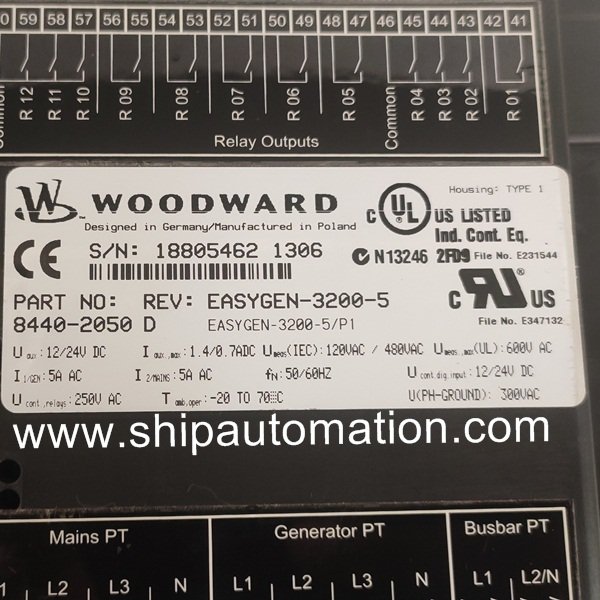 60 59 56 55 54 53 52 51 50 49 48 47 46 45 44 43 42 41
Common R 12 R 11 R 10 R 09 R 08 R 07 R 06 R 05 Common R 04 R 03 R 02 R 01
Relay Outputs
WOODWARD
Designed in Germany/Manufactured in Poland
Housing: TYPE 1
C UL US LISTED
Ind. Cont. Eq.
CE S/N: 18805462 1306
N13246 2FD9 File No. E231544
PART NO: REV: EASYGEN-3200-5
8440-2050 D EASYGEN-3200-5/P1
c RU US
File No. E347132
U aux: 12/24V DC I aux.,max: 1.4/0.7ADC Umeas(IEC): 120VAC / 480VAC Umeas,max(UL): 600V AC
I 1/GEN: 5A AC I 2/MAINS: 5A AC fN: 50/60HZ U cont.dig.input: 12/24V DC
U cont,relays: 250V AC T amb,oper: -20 TO 70 C U(PH-GROUND): 300VAC
www.shipautomation.com
Mains PT Generator PT Busbar PT
L1 L2 L3 N L1 L2 L3 N L1 L2/N